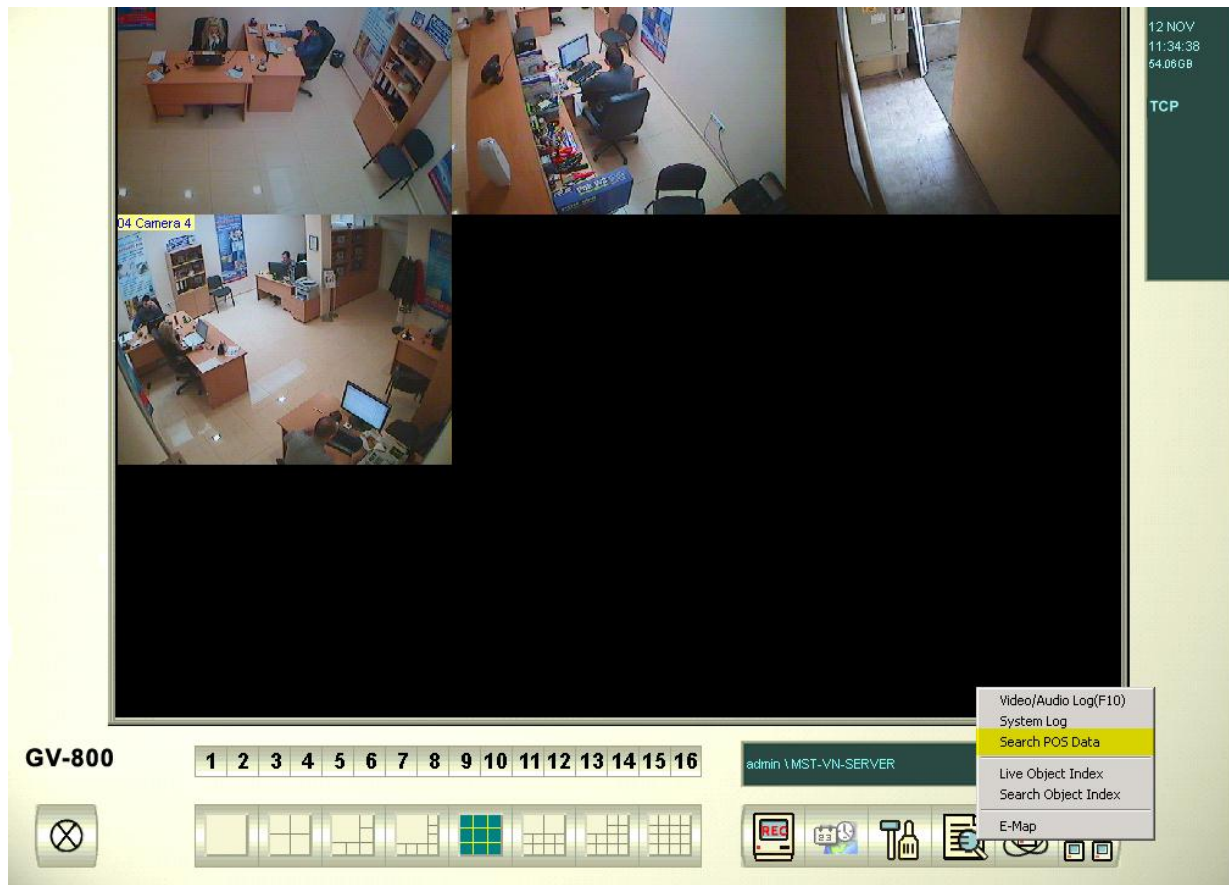 12 NOV
11:34:38
54.06GB
TCP
04 Camera 4
Video/Audio Log(F10)
System Log
Search POS Data
Live Object Index
Search Object Index
E-Map
GV-800
1 2 3 4 5 6 7 8 9 10 11 12 13 14 15 16
admin \ MST-VN-SERVER
REC